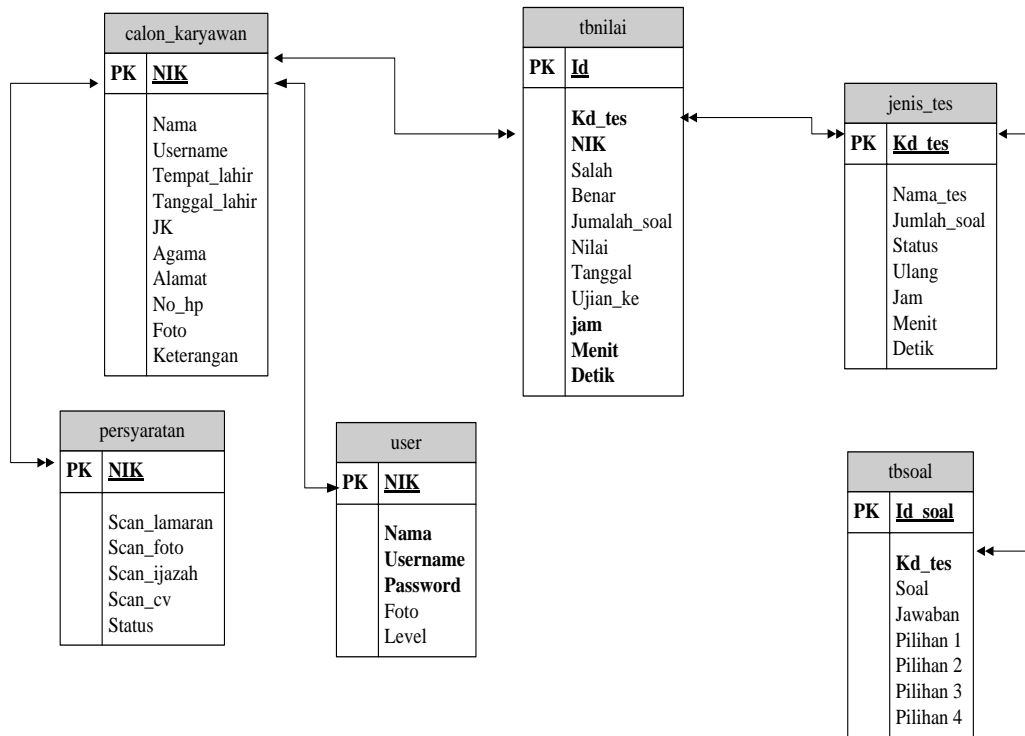 calon_karyawan
PK NIK
Nama
Username
Tempat_lahir
Tanggal_lahir
JK
Agama
Alamat
No_hp
Foto
Keterangan
tbnilai
PK Id
Kd_tes
NIK
Salah
Benar
Jumalah_soal
Nilai
Tanggal
Ujian_ke
jam
Menit
Detik
jenis_tes
PK Kd_tes
Nama_tes
Jumlah_soal
Status
Ulang
Jam
Menit
Detik
persyaratan
PK NIK
Scan_lamaran
Scan_foto
Scan_ijazah
Scan_cv
Status
user
PK NIK
Nama
Username
Password
Foto
Level
tbsoal
PK Id_soal
Kd_tes
Soal
Jawaban
Pilihan 1
Pilihan 2
Pilihan 3
Pilihan 4